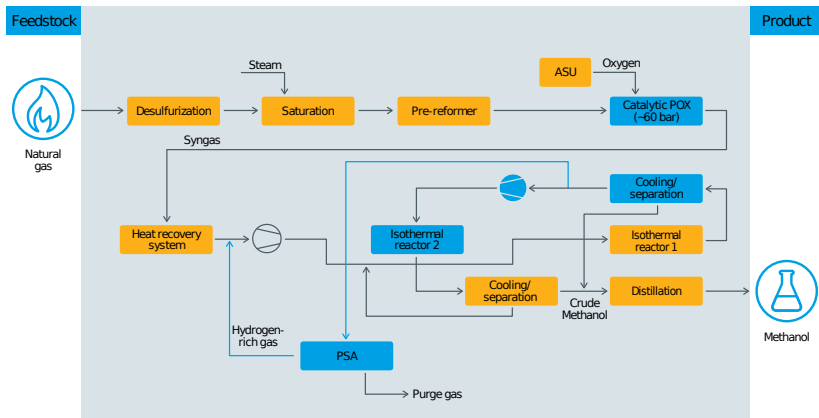 Feedstock
Product
Steam
ASU
Oxygen
Desulfurization
Saturation
Pre-reformer
Catalytic POX
(~60 bar)
Natural
gas
Syngas
Cooling/
separation
Heat recovery
system
Isothermal
reactor 2
Isothermal
reactor 1
Cooling/
separation
Distillation
Crude
Methanol
Methanol
Hydrogen-
rich gas
PSA
Purge gas